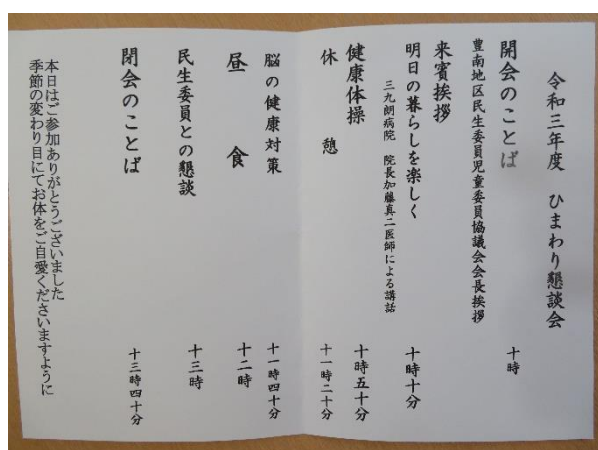 令和三年度　ひまわり懇談会
開会のことば　十時
豊南地区民生委員児童委員協議会会長挨拶
来賓挨拶
明日の暮らしを楽しく　十時十分
三九朗病院　院長加藤真二医師による講話
健康体操　十時五十分
休　憩　十一時二十分
脳の健康対策　十一時四十分
昼　食　十二時
民生委員との懇談　十三時
閉会のことば　十三時四十分
本日はご参加ありがとうございました
季節の変わり目にてお体をご自愛くださいますように